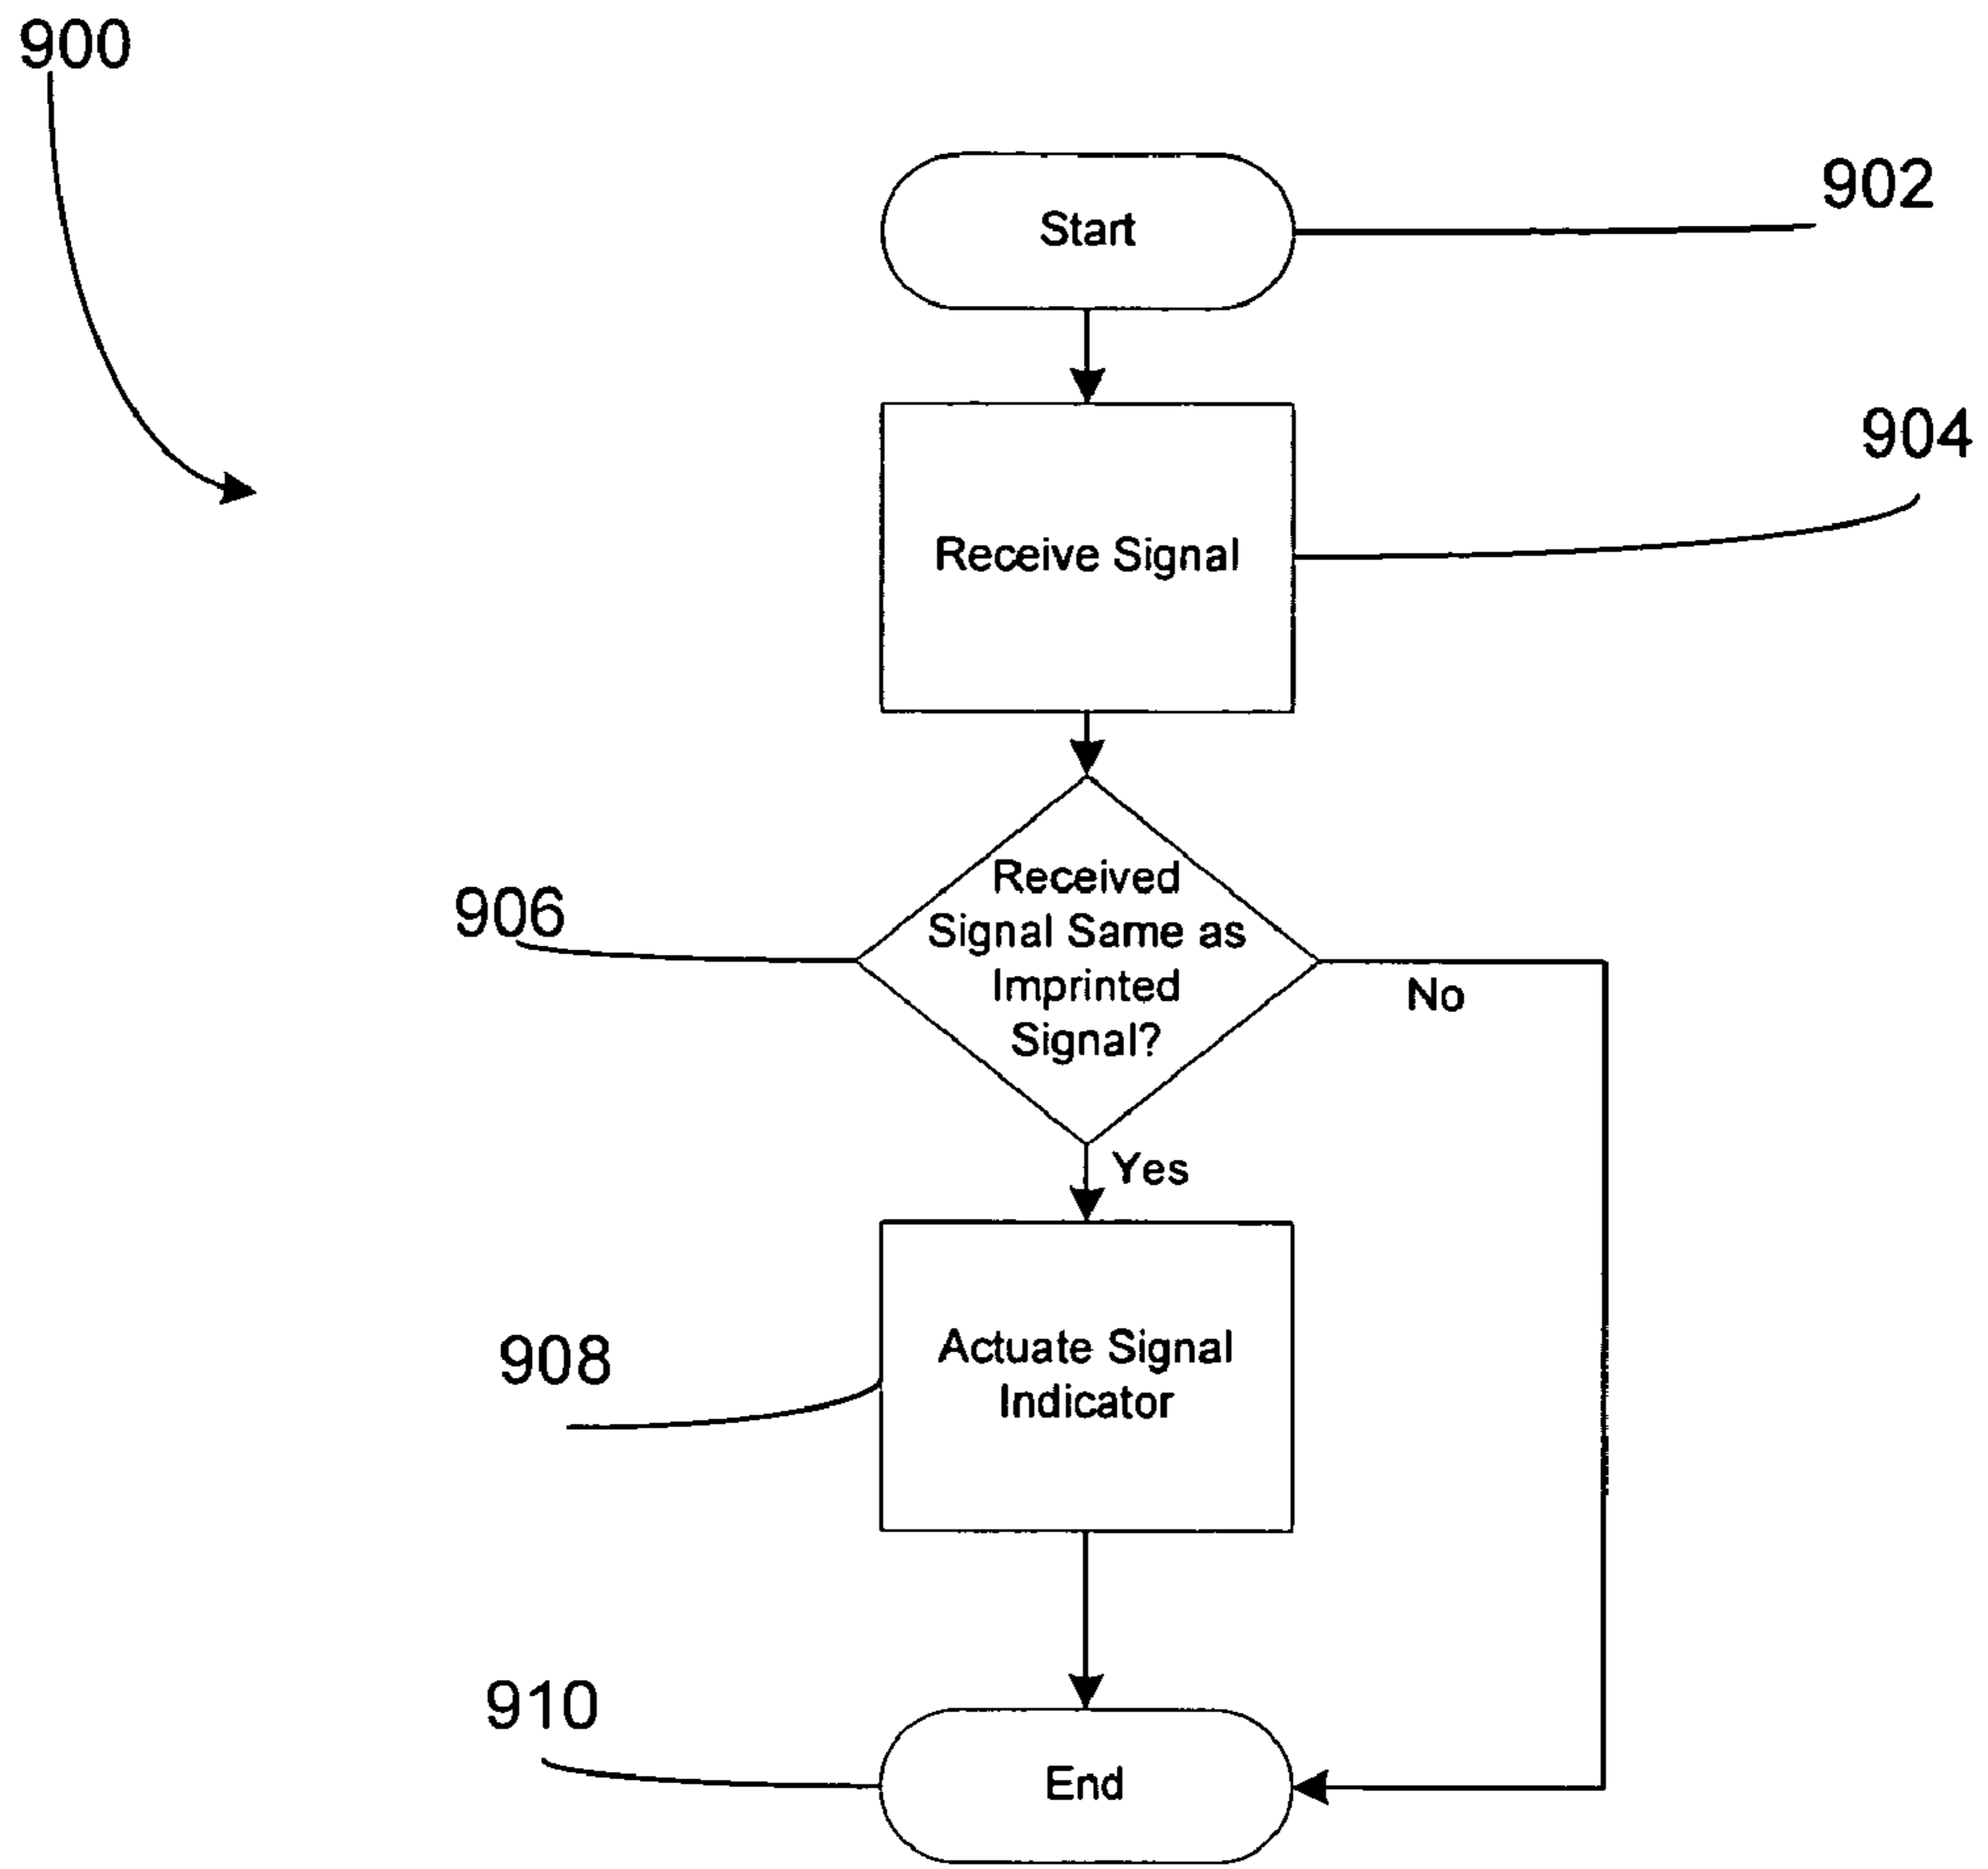 900
Start
902
Receive Signal
904
Received
Signal Same as
Imprinted
Signal?
906
No
Yes
Actuate Signal
Indicator
908
910
End